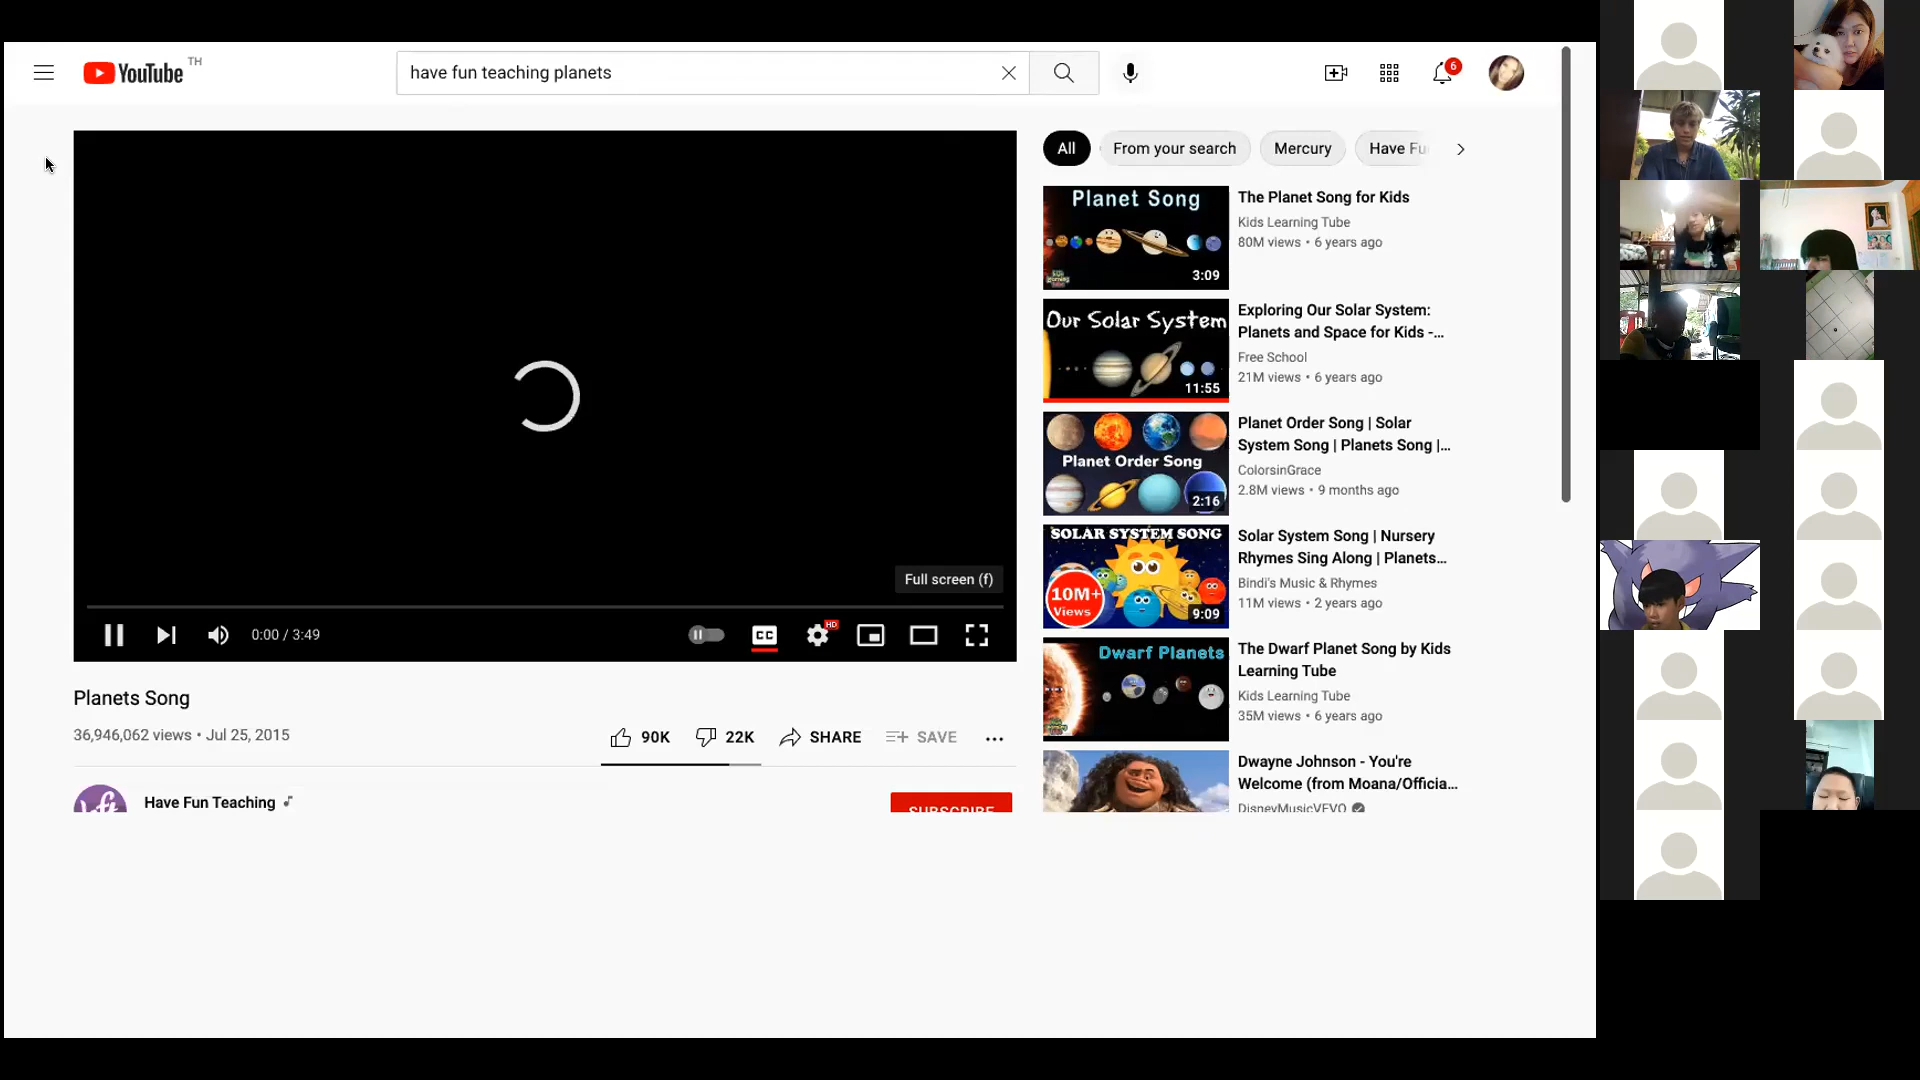 YouTube TH
have fun teaching planets
6
All
From your search
Mercury
Have Fu
Planet Song
3:09
The Planet Song for Kids
Kids Learning Tube
80M views • 6 years ago
Our Solar System
11:55
Exploring Our Solar System:
Planets and Space for Kids -...
Free School
21M views • 6 years ago
Planet Order Song
2:16
Planet Order Song | Solar
System Song | Planets Song |...
ColorsinGrace
2.8M views • 9 months ago
SOLAR SYSTEM SONG
10M+
Views
9:09
Solar System Song | Nursery
Rhymes Sing Along | Planets...
Bindi's Music & Rhymes
11M views • 2 years ago
Dwarf Planets
The Dwarf Planet Song by Kids
Learning Tube
Kids Learning Tube
35M views • 6 years ago
Dwayne Johnson - You're
Welcome (from Moana/Officia...
DisneyMusicVEVO
Full screen (f)
0:00 / 3:49
CC
HD
Planets Song
36,946,062 views • Jul 25, 2015
90K
22K
SHARE
SAVE
hft
Have Fun Teaching
SUBSCRIBE